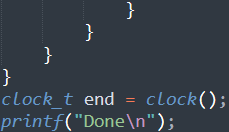 }
}
}
}
clock_t end = clock();
printf("Done\n");